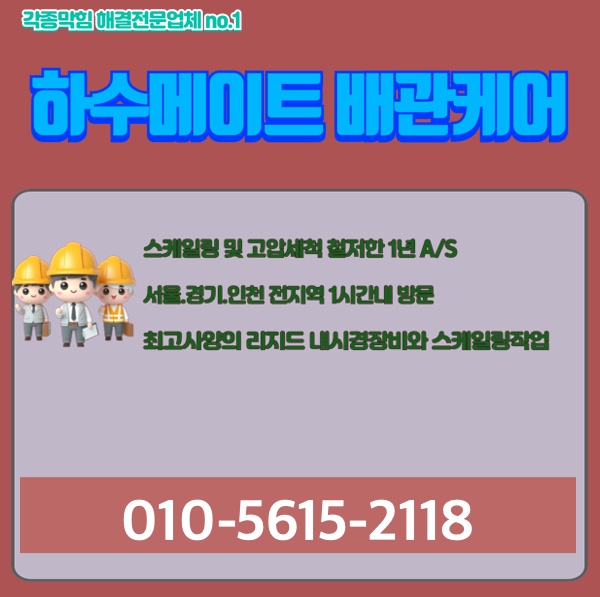 각종막힘 해결전문업체 no.1
하수메이트 배관케어
스케일링 및 고압세척 철저한 1년 A/S
서울.경기.인천 전지역 1시간내 방문
최고사양의 리지드 내시경장비와 스케일링작업
010-5615-2118